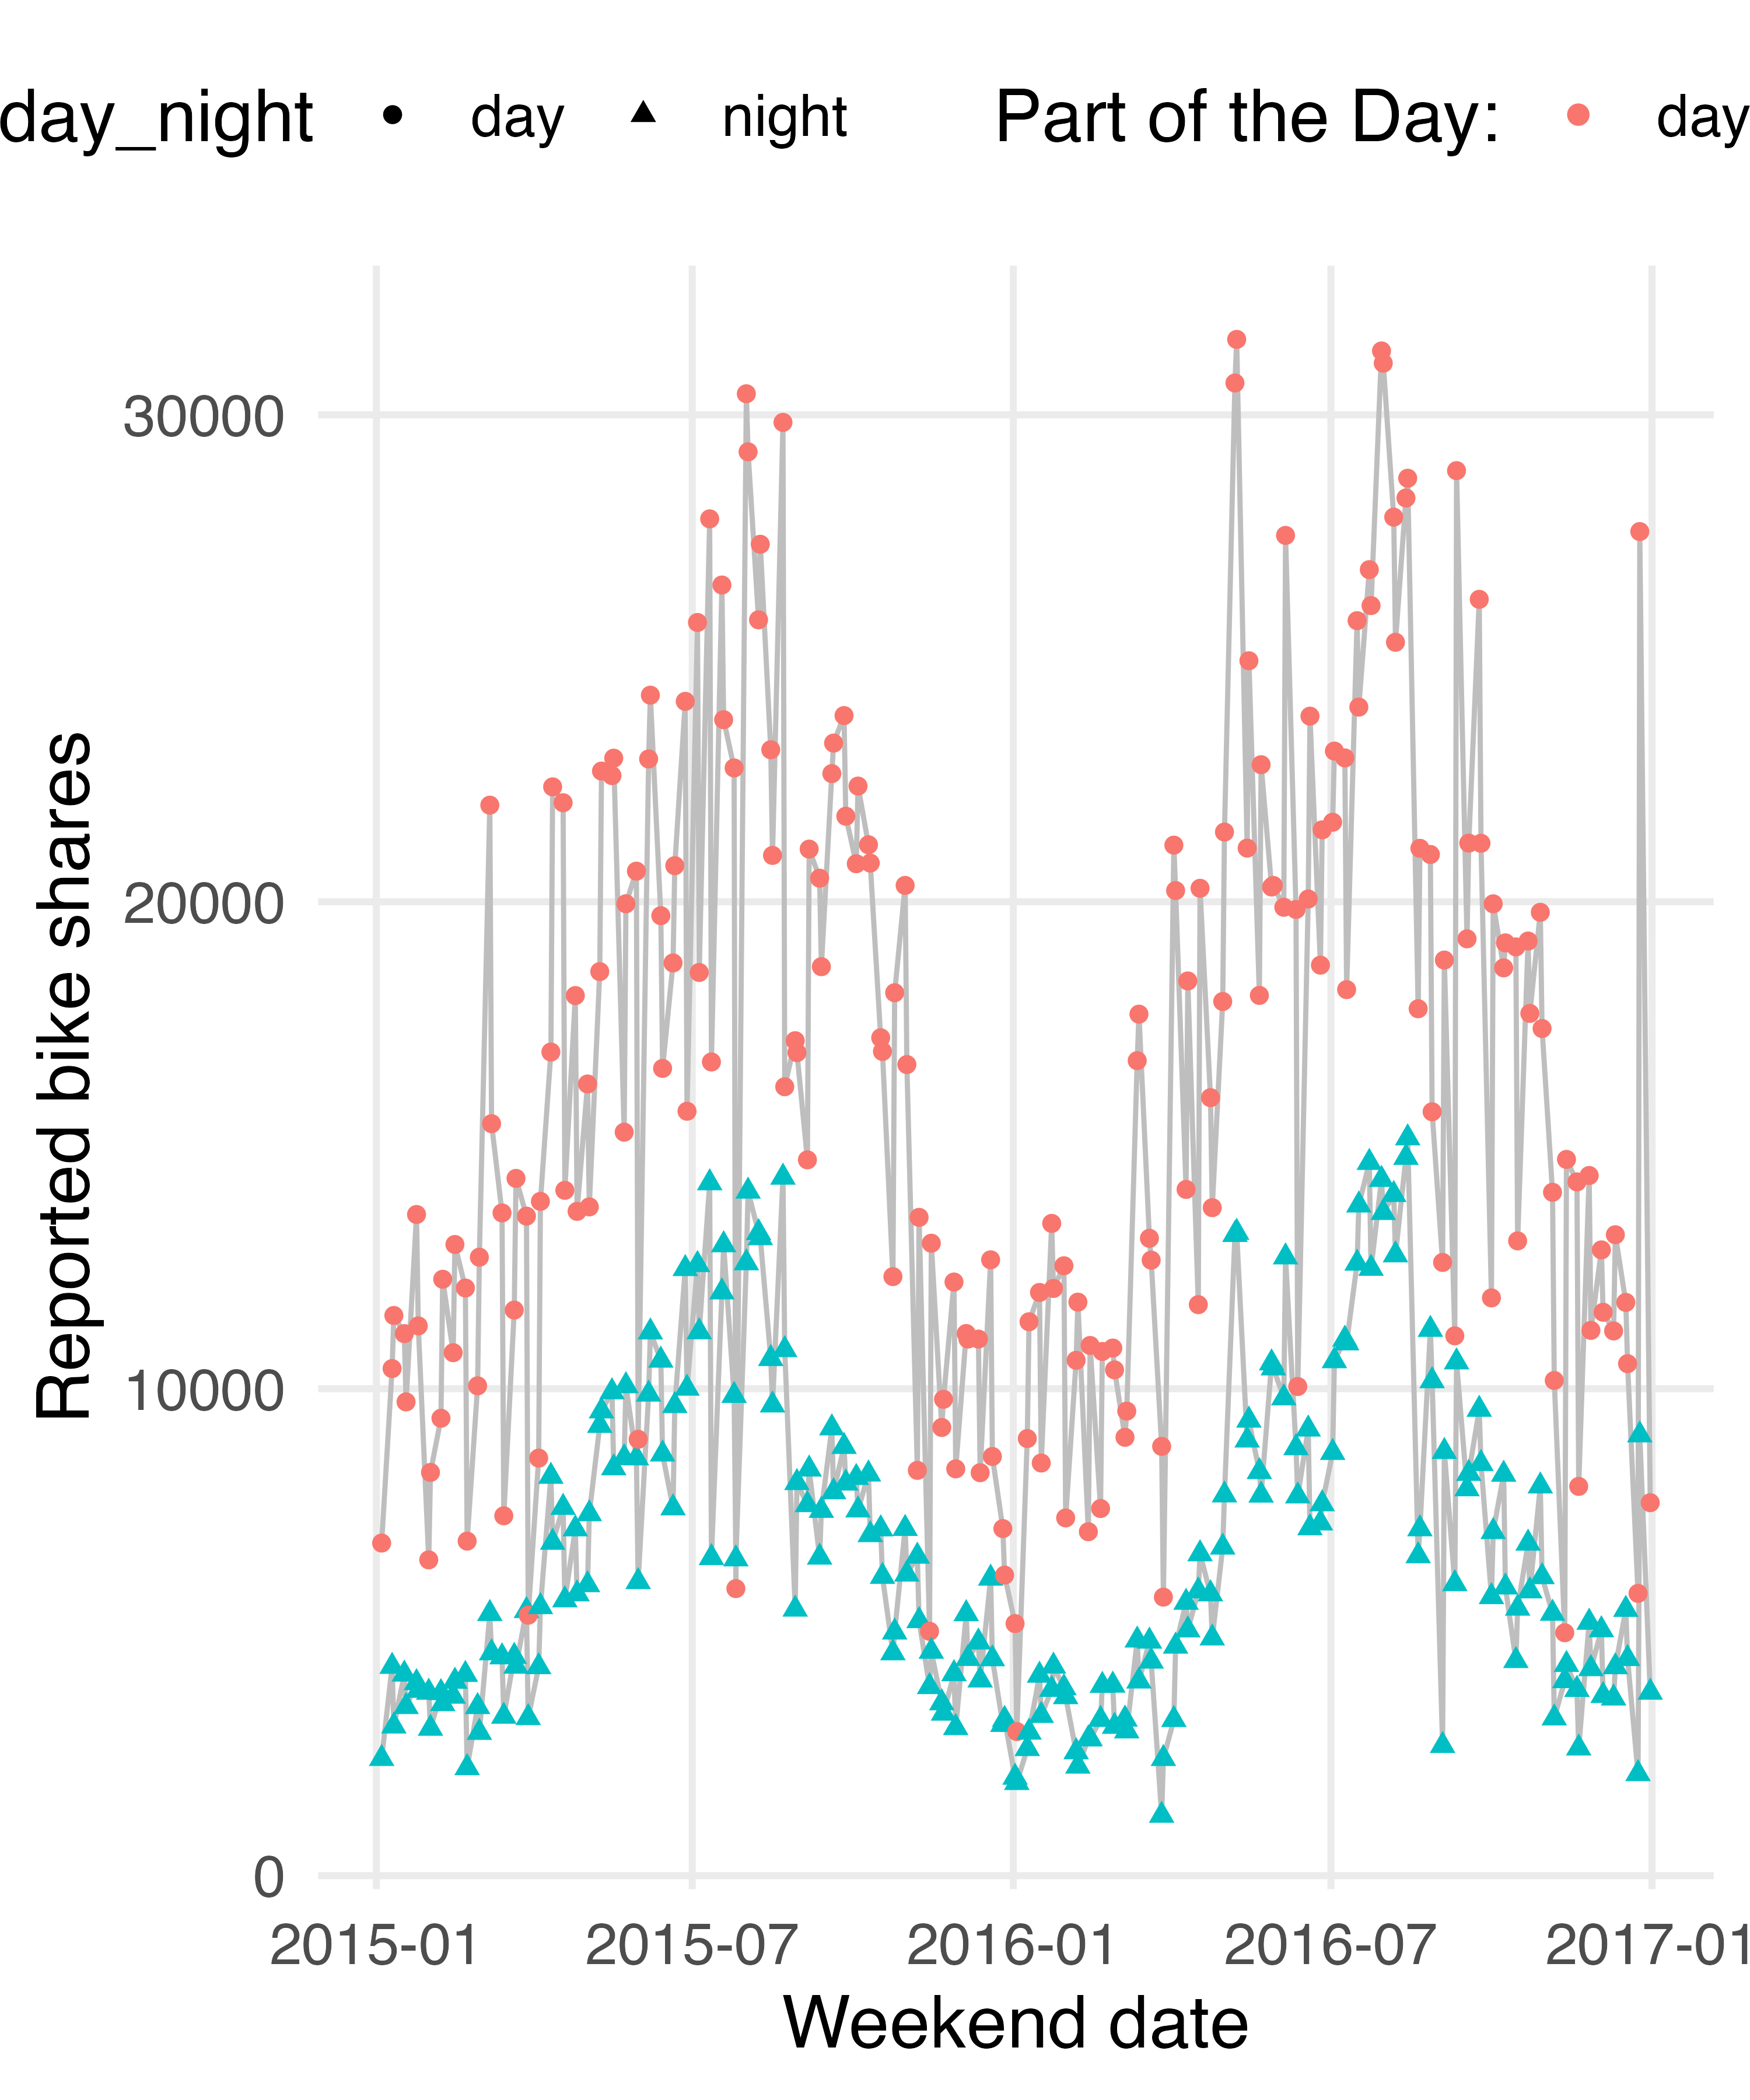 day_night day night Part of the Day: day
Reported bike shares
30000
20000
10000
0
2015-01 2015-07 2016-01 2016-07 2017-01
Weekend date